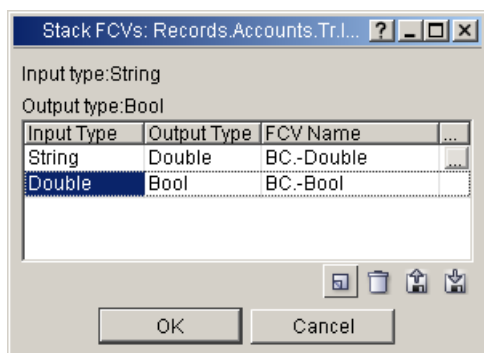 Stack FCVs: Records.Accounts.Tr.I...
Input type:String
Output type:Bool
Input Type Output Type FCV Name ...
String Double BC.-Double ...
Double Bool BC.-Bool
OK Cancel